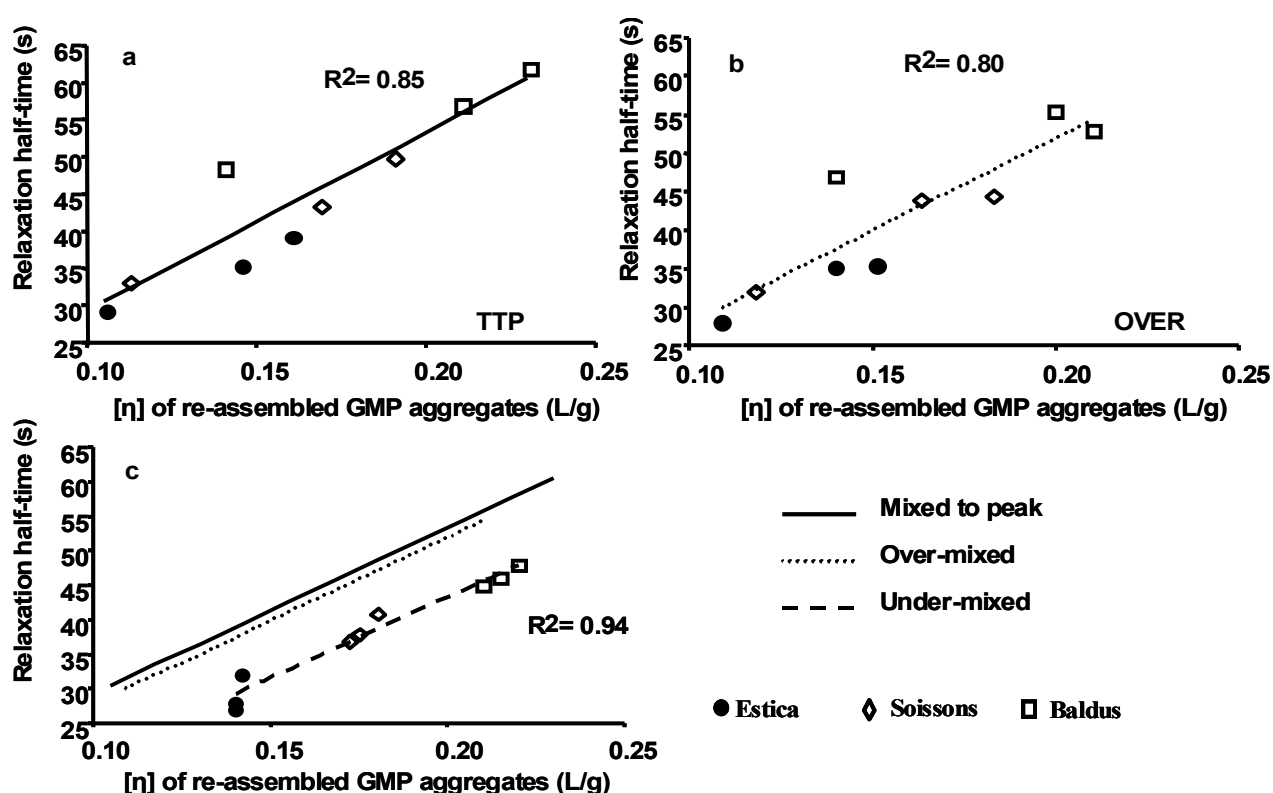 a
R2= 0.85
TTP
Relaxation half-time (s)
65
60
55
50
45
40
35
30
25
0.10 0.15 0.20 0.25
[η] of re-assembled GMP aggregates (L/g)
b
R2= 0.80
OVER
Relaxation half-time (s)
65
60
55
50
45
40
35
30
25
0.10 0.15 0.20 0.25
[η] of re-assembled GMP aggregates (L/g)
c
R2= 0.94
Relaxation half-time (s)
65
60
55
50
45
40
35
30
25
0.10 0.15 0.20 0.25
[η] of re-assembled GMP aggregates (L/g)
Mixed to peak
Over-mixed
Under-mixed
Estica Soissons Baldus